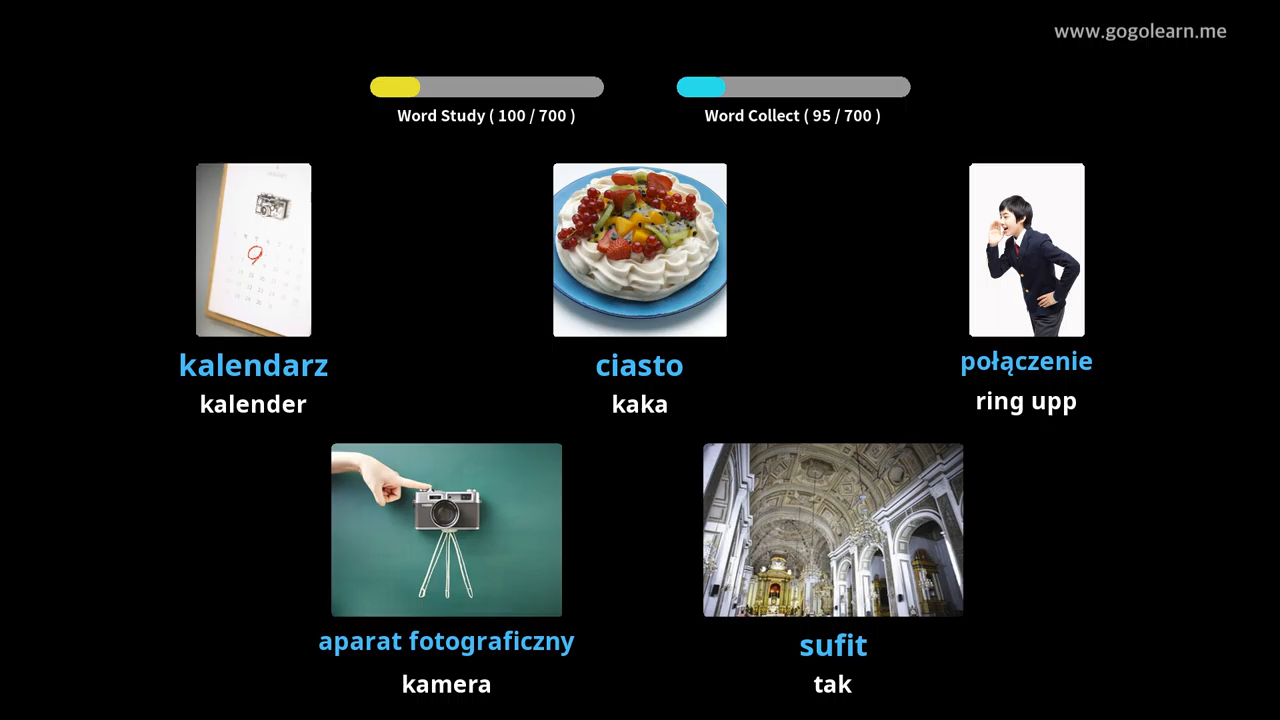 www.gogolearn.me
Word Study ( 100 / 700 )
Word Collect ( 95 / 700 )
kalendarz
kalender
ciasto
kaka
połączenie
ring upp
aparat fotograficzny
kamera
sufit
tak